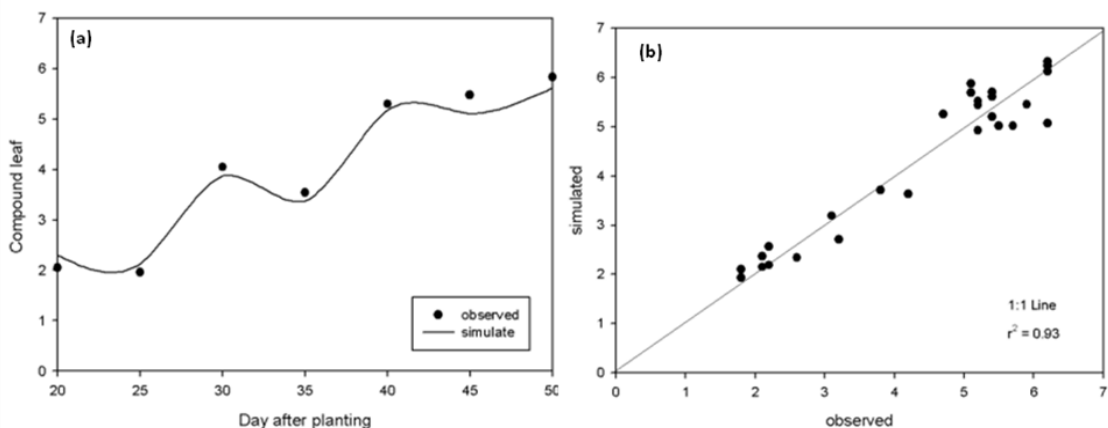 (a)
7
6
5
4
3
2
1
0
Compound leaf
observed
simulate
20 25 30 35 40 45 50
Day after planting
(b)
7
6
5
4
3
2
1
0
simulated
1:1 Line
r² = 0.93
0 1 2 3 4 5 6 7
observed